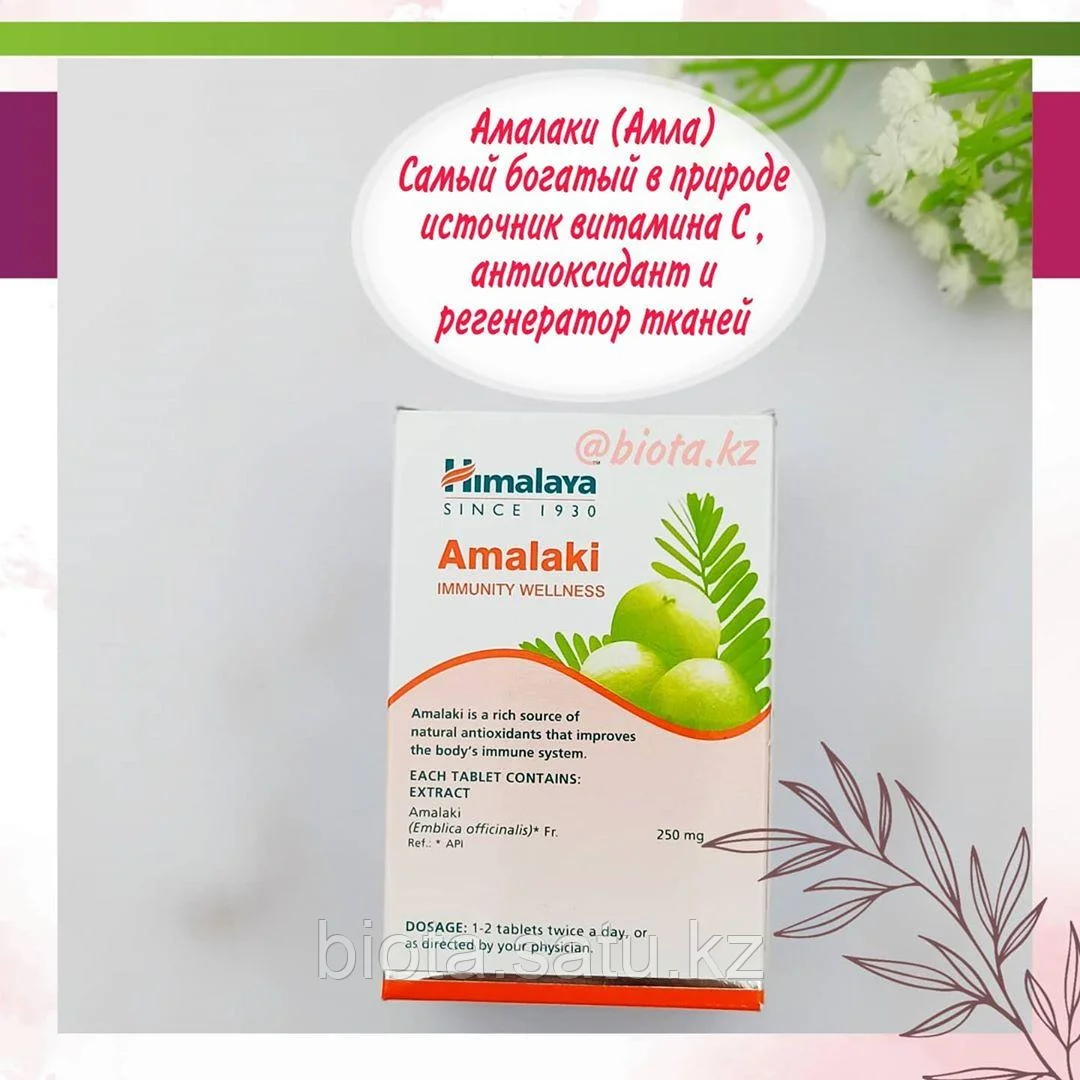 Амалаки (Амла)
Самый богатый в природе
источник витамина С ,
антиоксидант и
регенератор тканей
@biota.kz
Himalaya™
SINCE 1930
Amalaki
IMMUNITY WELLNESS
Amalaki is a rich source of
natural antioxidants that improves
the body's immune system.
EACH TABLET CONTAINS:
EXTRACT
Amalaki
(Emblica officinalis)* Fr. 250 mg
Ref.: * API
DOSAGE: 1-2 tablets twice a day, or
as directed by your physician.
biota.satu.kz